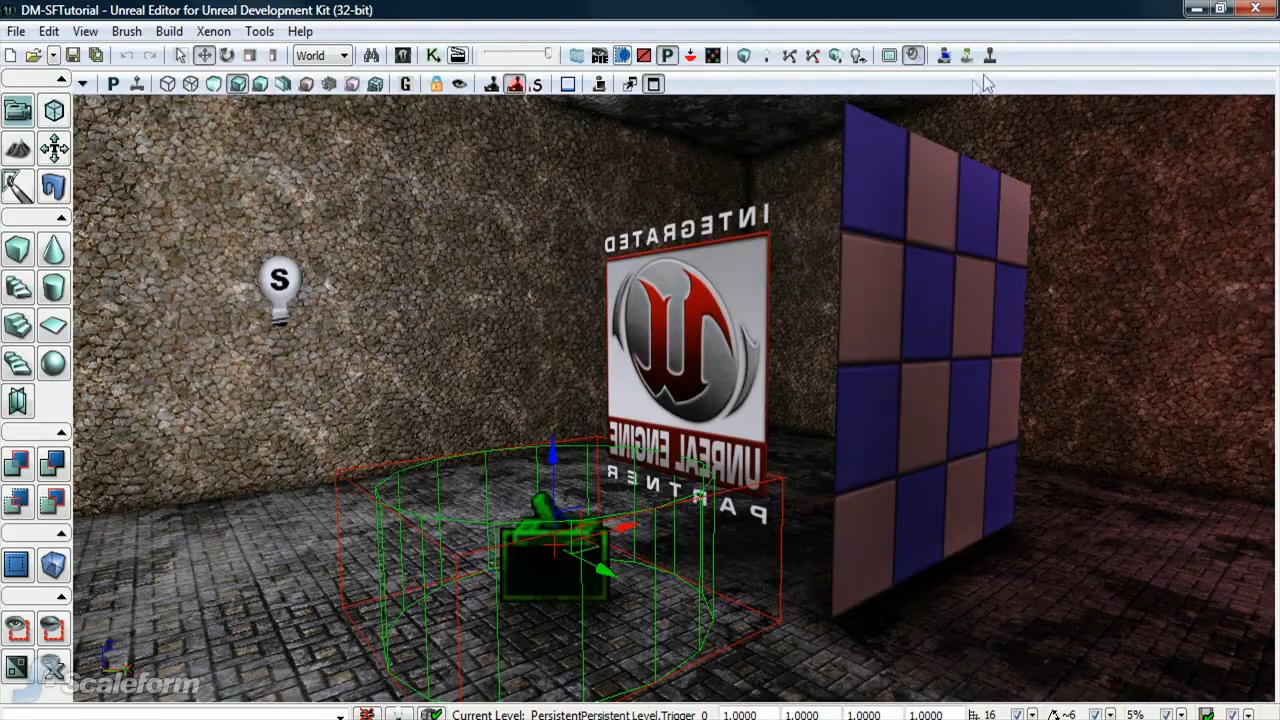 DM-SFTutorial - Unreal Editor for Unreal Development Kit (32-bit)
File Edit View Brush Build Xenon Tools Help
World
P
P G S
S
INTEGRATED
UNREAL ENGINE
PARTNER
Scaleform
Current Level: PersistentPersistent Level.Trigger_0 1.0000 1.0000 1.0000 1.0000 16 ~6 5%